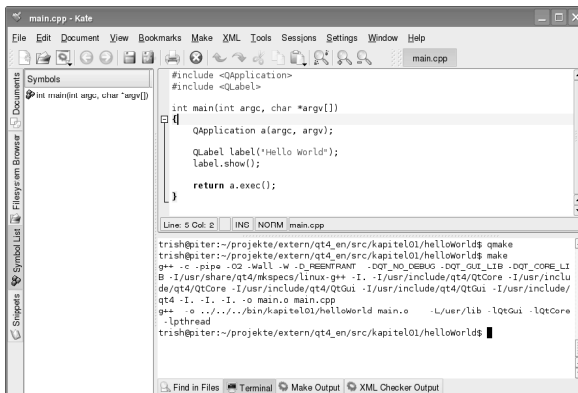 main.cpp - Kate
File Edit Document View Bookmarks Make XML Tools Sessions Settings Window Help
main.cpp
Documents
Filesystem Browser
Symbol List
Snippets
Symbols
int main(int argc, char *argv[])
#include <QApplication>
#include <QLabel>
int main(int argc, char *argv[])
{
QApplication a(argc, argv);
QLabel label("Hello World");
label.show();
return a.exec();
}
Line: 5 Col: 2 INS NORM main.cpp
trish@piter:~/projekte/extern/qt4_en/src/kapitel01/helloWorld$ qmake
trish@piter:~/projekte/extern/qt4_en/src/kapitel01/helloWorld$ make
g++ -c -pipe -O2 -Wall -W -D_REENTRANT -DQT_NO_DEBUG -DQT_GUI_LIB -DQT_CORE_LI
B -I/usr/share/qt4/mkspecs/linux-g++ -I. -I/usr/include/qt4/QtCore -I/usr/inclu
de/qt4/QtCore -I/usr/include/qt4/QtGui -I/usr/include/qt4/QtGui -I/usr/include/
qt4 -I. -I. -I. -o main.o main.cpp
g++ -o ../../../bin/kapitel01/helloWorld main.o -L/usr/lib -lQtGui -lQtCore
-lpthread
trish@piter:~/projekte/extern/qt4_en/src/kapitel01/helloWorld$
Find in Files Terminal Make Output XML Checker Output